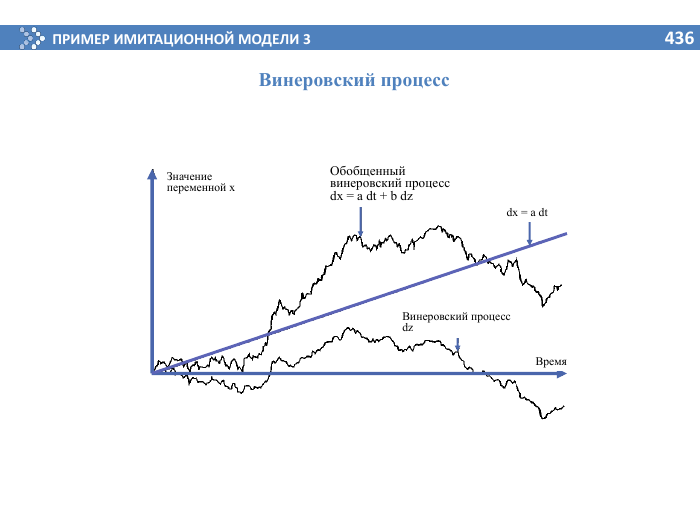 ПРИМЕР ИМИТАЦИОННОЙ МОДЕЛИ 3
436
Винеровский процесс
Значение
переменной x
Обобщенный
винеровский процесс
dx = a dt + b dz
dx = a dt
Винеровский процесс
dz
Время